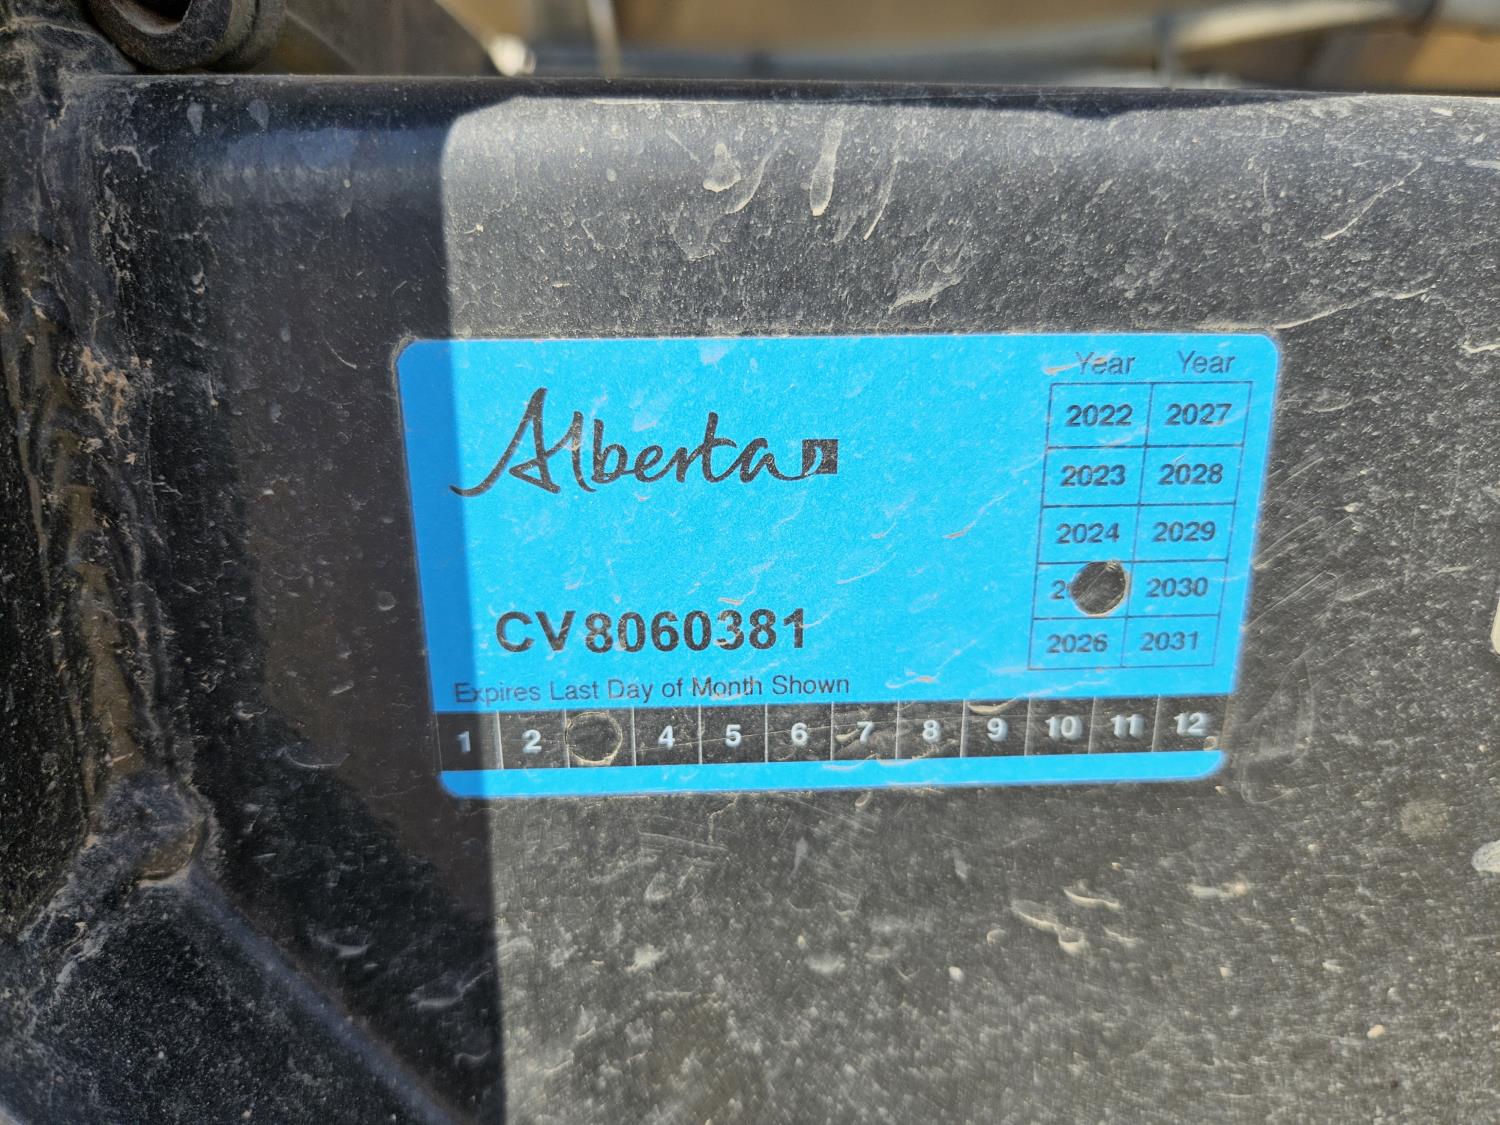 Alberta
Year Year
2022 2027
2023 2028
2024 2029
2030
2026 2031
CV8060381
Expires Last Day of Month Shown
1 2 4 5 6 7 8 9 10 11 12